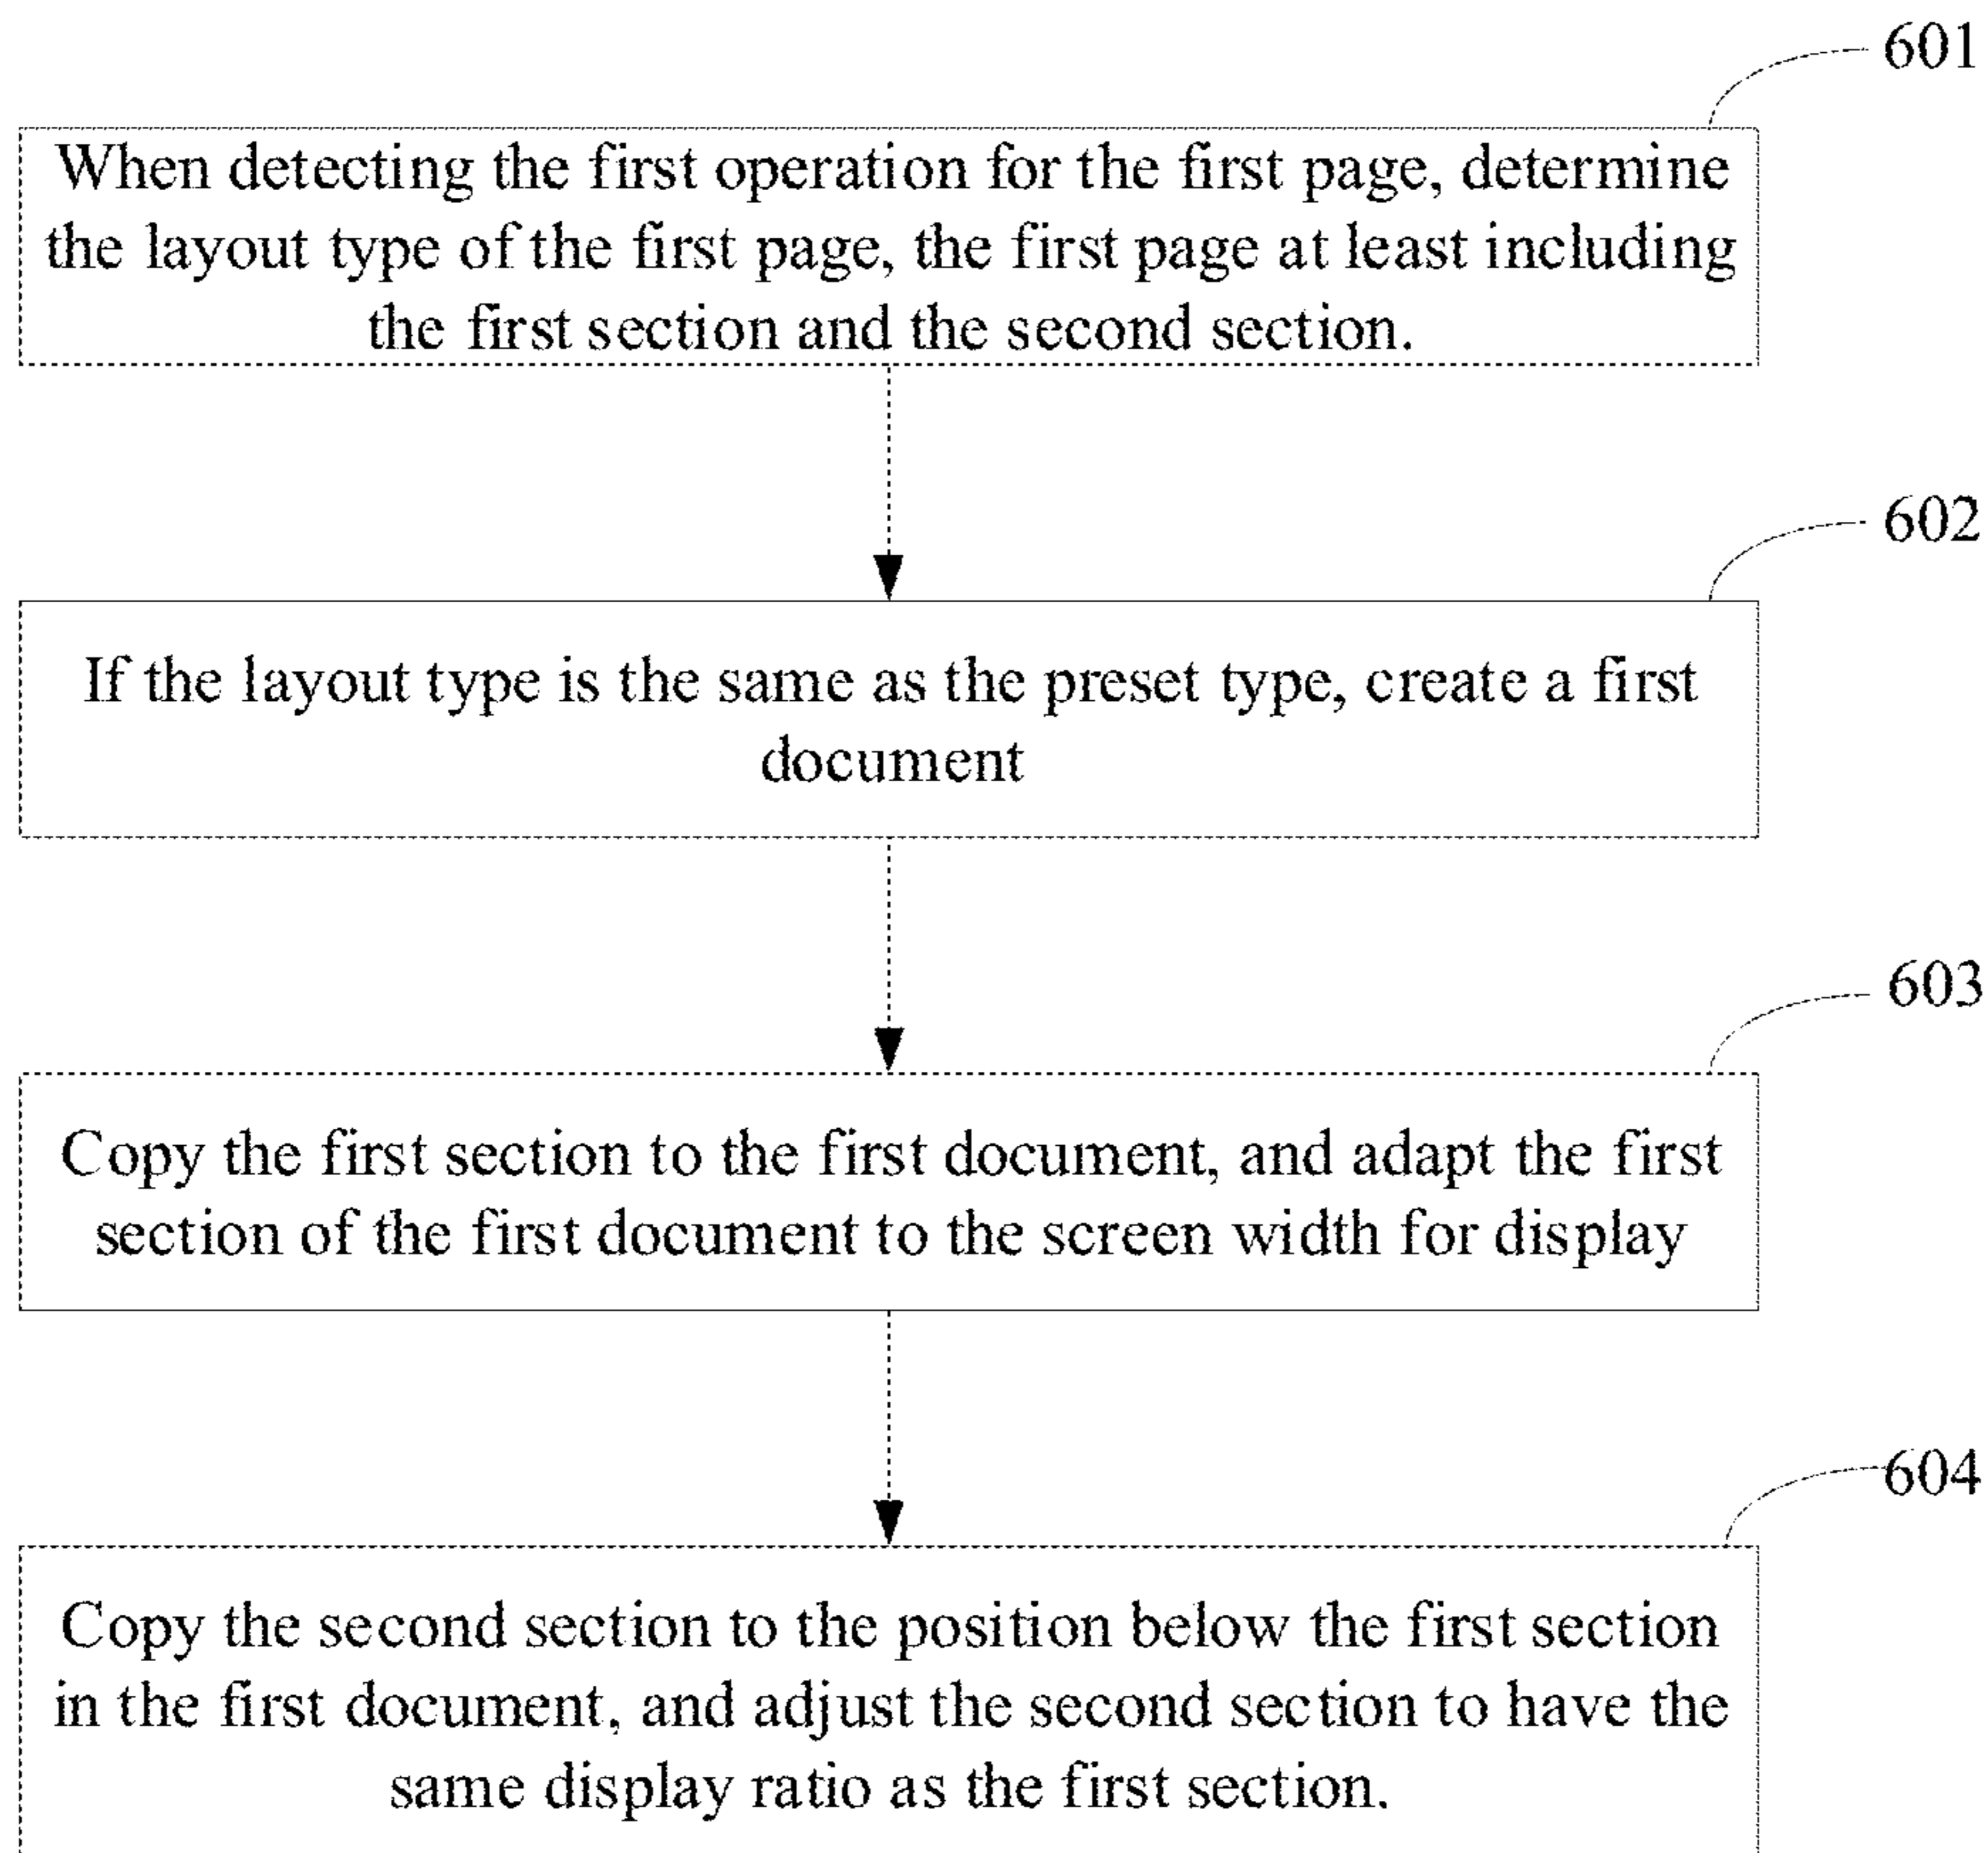 601
When detecting the first operation for the first page, determine
the layout type of the first page, the first page at least including
the first section and the second section.
602
If the layout type is the same as the preset type, create a first
document
603
Copy the first section to the first document, and adapt the first
section of the first document to the screen width for display
604
Copy the second section to the position below the first section
in the first document, and adjust the second section to have the
same display ratio as the first section.